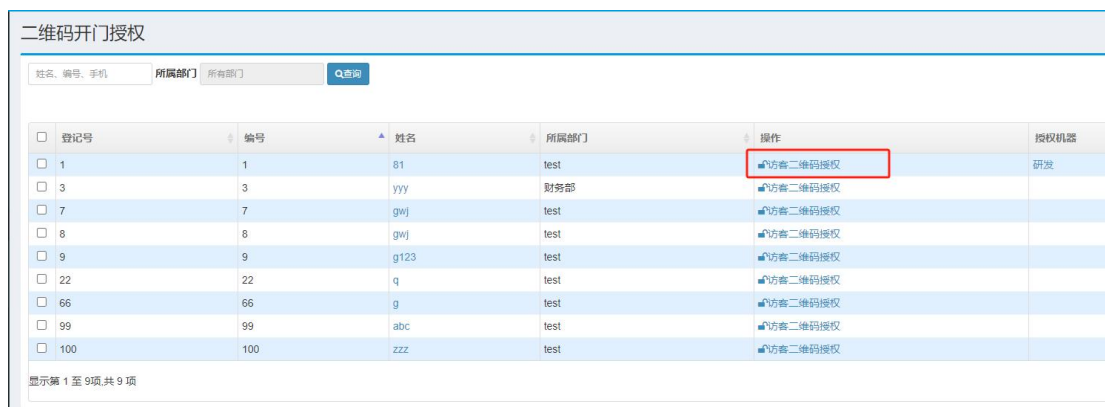 二维码开门授权
姓名、编号、手机 所属部门 所有部门 查询
登记号 编号 姓名 所属部门 操作 授权机器
1 1 81 test 访客二维码授权 研发
3 3 yyy 财务部 访客二维码授权
7 7 gwj test 访客二维码授权
8 8 gwj test 访客二维码授权
9 9 g123 test 访客二维码授权
22 22 q test 访客二维码授权
66 66 g test 访客二维码授权
99 99 abc test 访客二维码授权
100 100 zzz test 访客二维码授权
显示第 1 至 9项,共 9 项